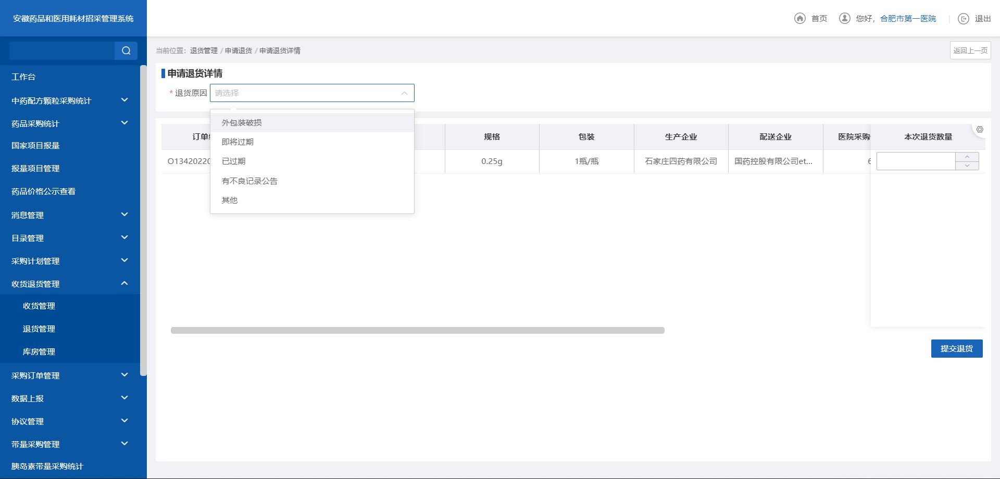 安徽药品和医用耗材招采管理系统
首页
您好，合肥市第一医院
退出
当前位置：退货管理 / 申请退货 / 申请退货详情
返回上一页
工作台
中药配方颗粒采购统计
药品采购统计
国家项目报量
报量项目管理
药品价格公示查看
消息管理
目录管理
采购计划管理
收货退货管理
收货管理
退货管理
库房管理
采购订单管理
数据上报
协议管理
带量采购管理
胰岛素带量采购统计
申请退货详情
* 退货原因 请选择
外包装破损
即将过期
已过期
有不良记录公告
其他
订单 规格 包装 生产企业 配送企业 医院采购 本次退货数量
O13420220 0.25g 1瓶/瓶 石家庄四药有限公司 国药控股有限公司et... 6
提交退货